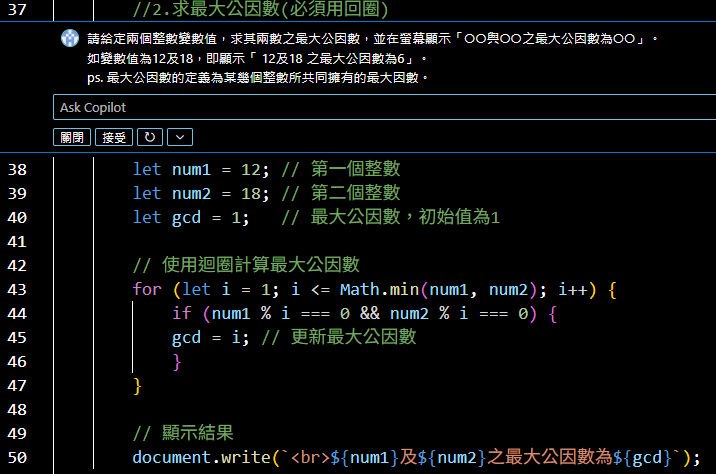 37 //2.求最大公因數(必須用回圈)
請給定兩個整數變數值，求其兩數之最大公因數，並在螢幕顯示「○○與○○之最大公因數為○○」。
如變數值為12及18，即顯示「 12及18 之最大公因數為6」。
ps. 最大公因數的定義為某幾個整數所共同擁有的最大因數。
Ask Copilot
關閉 接受
38 let num1 = 12; // 第一個整數
39 let num2 = 18; // 第二個整數
40 let gcd = 1;   // 最大公因數，初始值為1
41
42 // 使用迴圈計算最大公因數
43 for (let i = 1; i <= Math.min(num1, num2); i++) {
44 if (num1 % i === 0 && num2 % i === 0) {
45 gcd = i; // 更新最大公因數
46 }
47 }
48
49 // 顯示結果
50 document.write(`<br>${num1}及${num2}之最大公因數為${gcd}`);